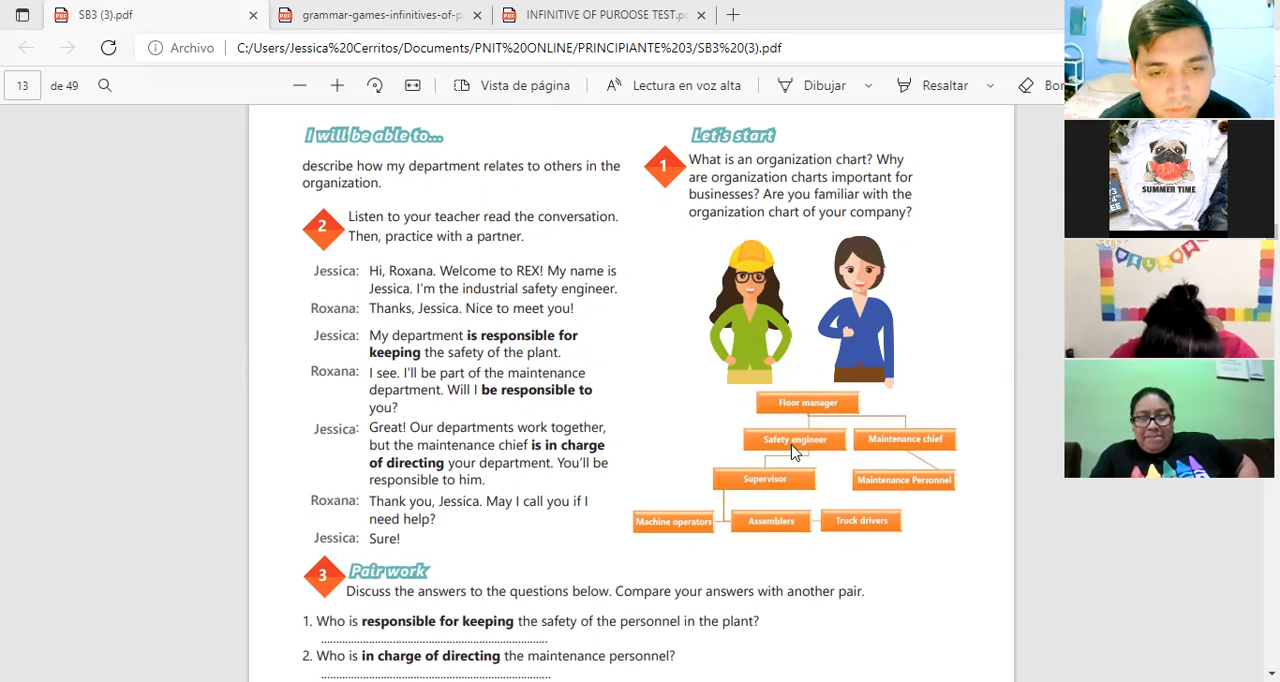 SB3 (3).pdf
grammar-games-infinitives-of-p
INFINITIVE OF PUROOSE TEST.p
Archivo
C:/Users/Jessica%20Cerritos/Documents/PNIT%20ONLINE/PRINCIPIANTE%203/SB3%20(3).pdf
13
de 49
Vista de página
Lectura en voz alta
Dibujar
Resaltar
Bor
I will be able to...
describe how my department relates to others in the
organization.
2
Listen to your teacher read the conversation.
Then, practice with a partner.
Jessica: Hi, Roxana. Welcome to REX! My name is
Jessica. I'm the industrial safety engineer.
Roxana: Thanks, Jessica. Nice to meet you!
Jessica: My department is responsible for
keeping the safety of the plant.
Roxana: I see. I'll be part of the maintenance
department. Will I be responsible to
you?
Jessica: Great! Our departments work together,
but the maintenance chief is in charge
of directing your department. You'll be
responsible to him.
Roxana: Thank you, Jessica. May I call you if I
need help?
Jessica: Sure!
Let's start
1
What is an organization chart? Why
are organization charts important for
businesses? Are you familiar with the
organization chart of your company?
Floor manager
Safety engineer
Maintenance chief
Supervisor
Maintenance Personnel
Machine operators
Assemblers
Truck drivers
3
Pair work
Discuss the answers to the questions below. Compare your answers with another pair.
1. Who is responsible for keeping the safety of the personnel in the plant?
2. Who is in charge of directing the maintenance personnel?
SUMMER TIME